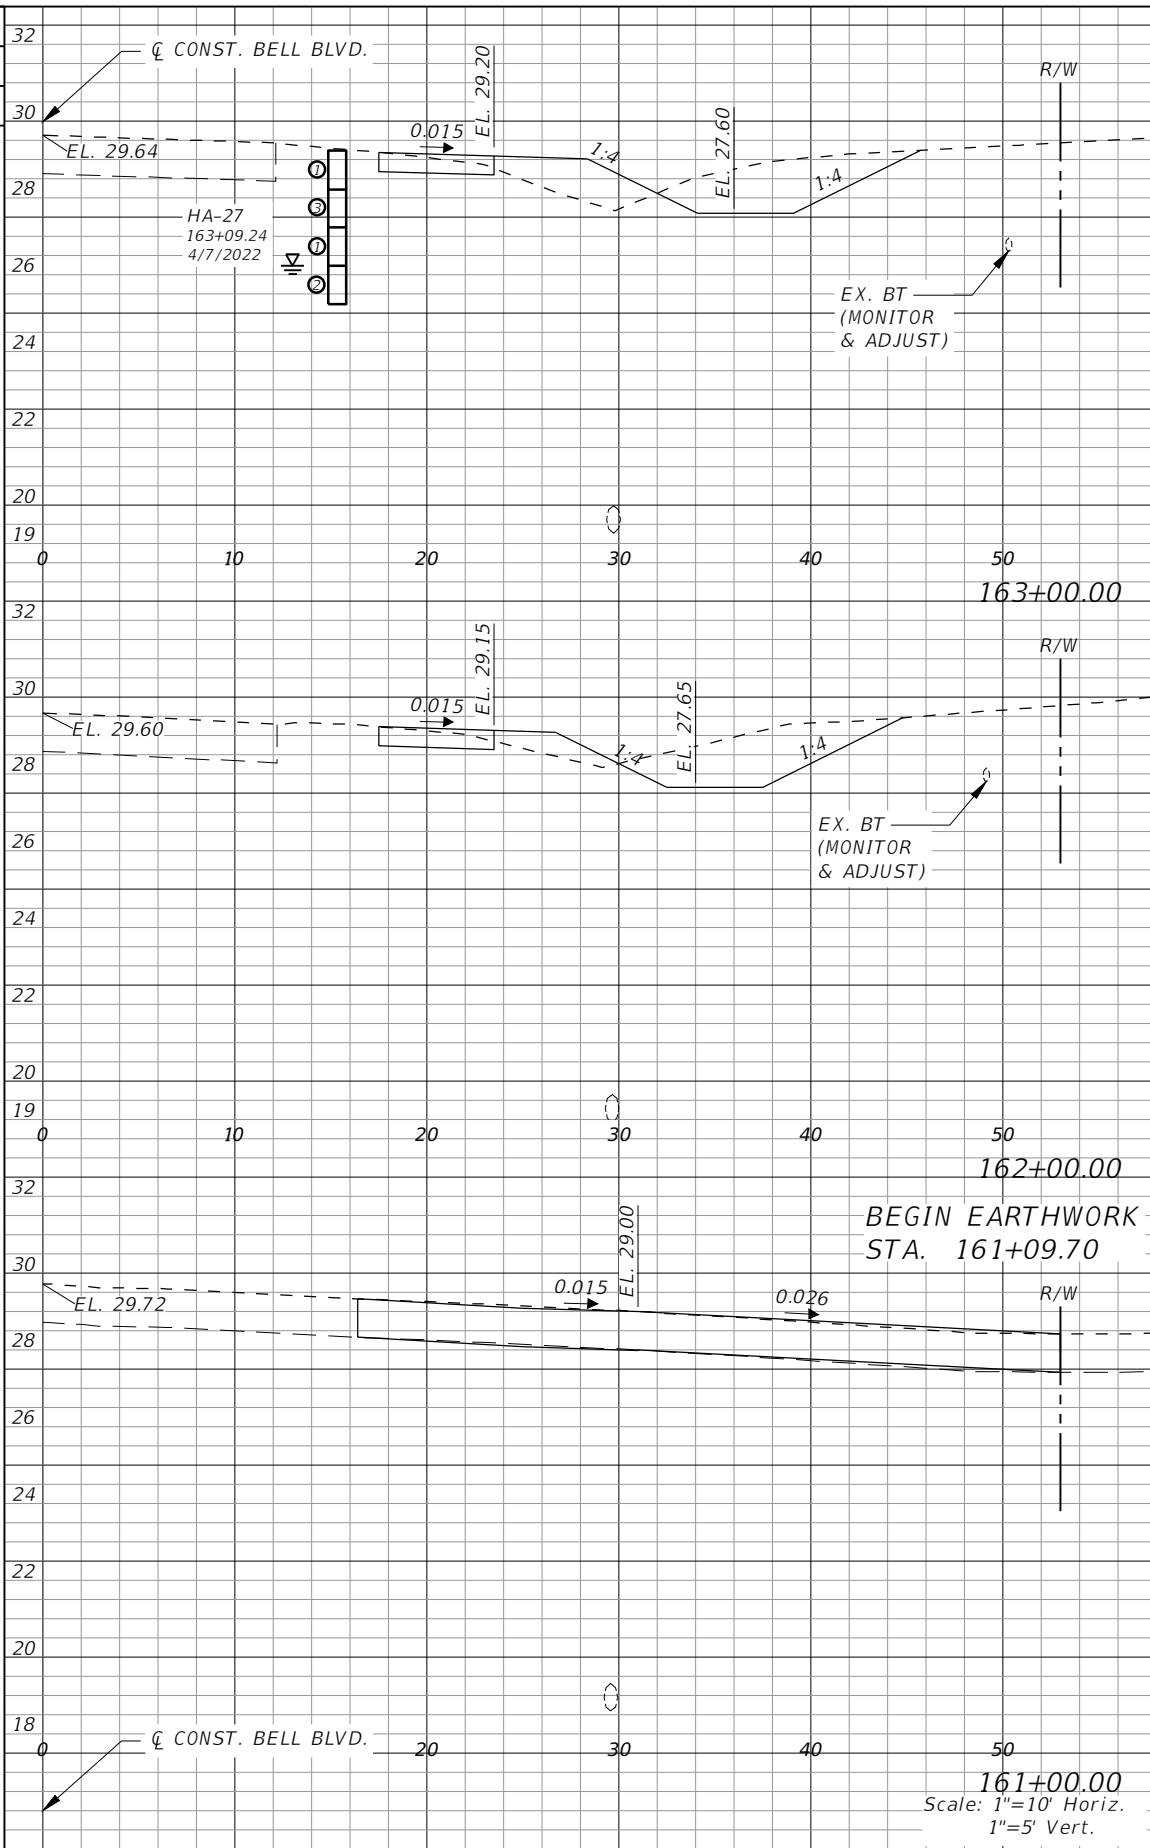 32
℄ CONST. BELL BLVD.
EL. 29.20
R/W
30
0.015
EL. 27.60
EL. 29.64
1:4
1:4
1
28
HA-27
163+09.24
4/7/2022
3
1
26
2
EX. BT
(MONITOR
& ADJUST)
24
22
20
19
0 10 20 30 40 50
163+00.00
32
R/W
EL. 29.15
30
0.015
EL. 27.65
EL. 29.60
1:4
1:4
28
EX. BT
(MONITOR
& ADJUST)
26
24
22
20
19
0 10 20 30 40 50
162+00.00
32
BEGIN EARTHWORK
STA. 161+09.70
EL. 29.00
30
0.015
0.026
R/W
EL. 29.72
28
26
24
22
20
18
℄ CONST. BELL BLVD.
0 20 30 40 50
161+00.00
Scale: 1"=10' Horiz.
1"=5' Vert.